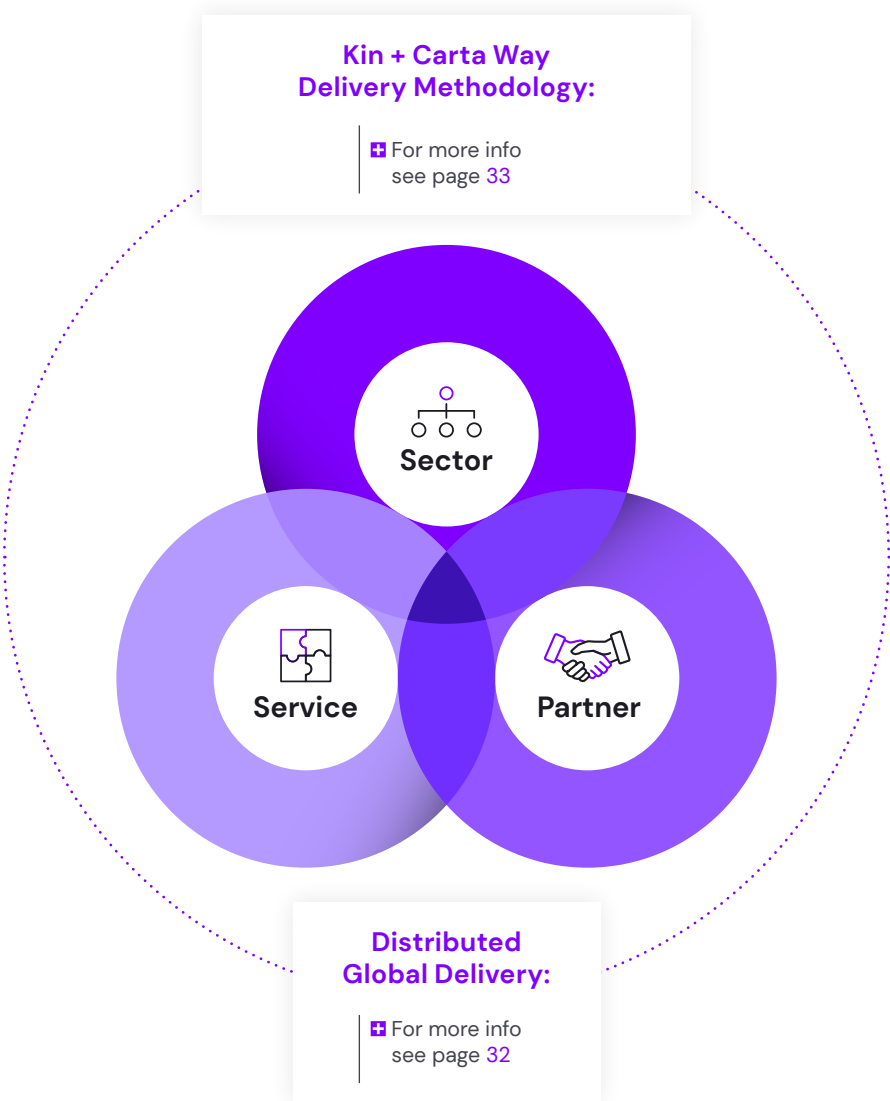 Kin + Carta Way
Delivery Methodology:
For more info
see page 33
Sector
Service
Partner
Distributed
Global Delivery:
For more info
see page 32